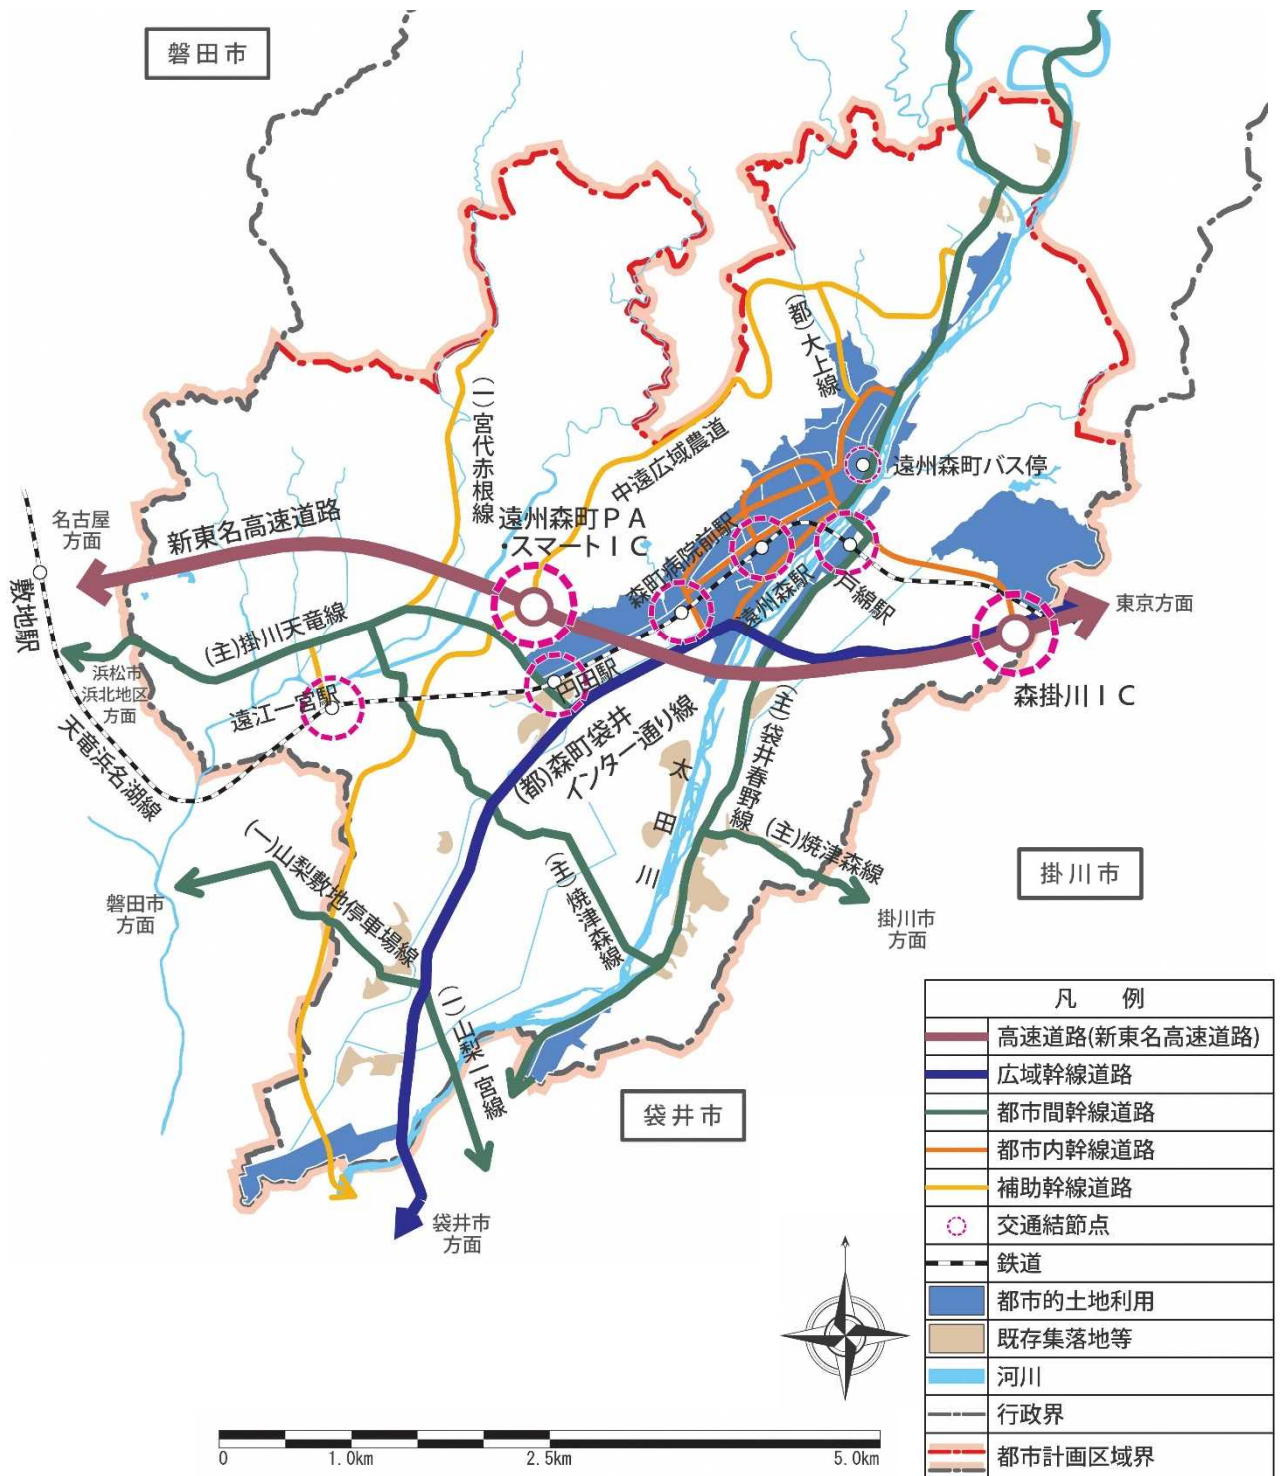 磐田市
(都)大上線
(一)宮代赤根線
中遠広域農道
遠州森町バス停
名古屋
方面
新東名高速道路
遠州森町PA
・スマートIC
森町病院前駅
遠州森駅
戸綿駅
東京方面
敷地駅
(主)掛川天竜線
浜松市
浜北地区
方面
遠江一宮駅
円田駅
森掛川IC
天竜浜名湖線
(都)森町袋井
インター通り線
(主)袋井春野線
太田川
(一)山梨敷地停車場線
(主)焼津森線
(主)焼津森線
掛川市
磐田市
方面
掛川市
方面
(一)山梨一宮線
袋井市
袋井市
方面
凡 例
高速道路(新東名高速道路)
広域幹線道路
都市間幹線道路
都市内幹線道路
補助幹線道路
交通結節点
鉄道
都市的土地利用
既存集落地等
河川
行政界
都市計画区域界
0 1.0km 2.5km 5.0km